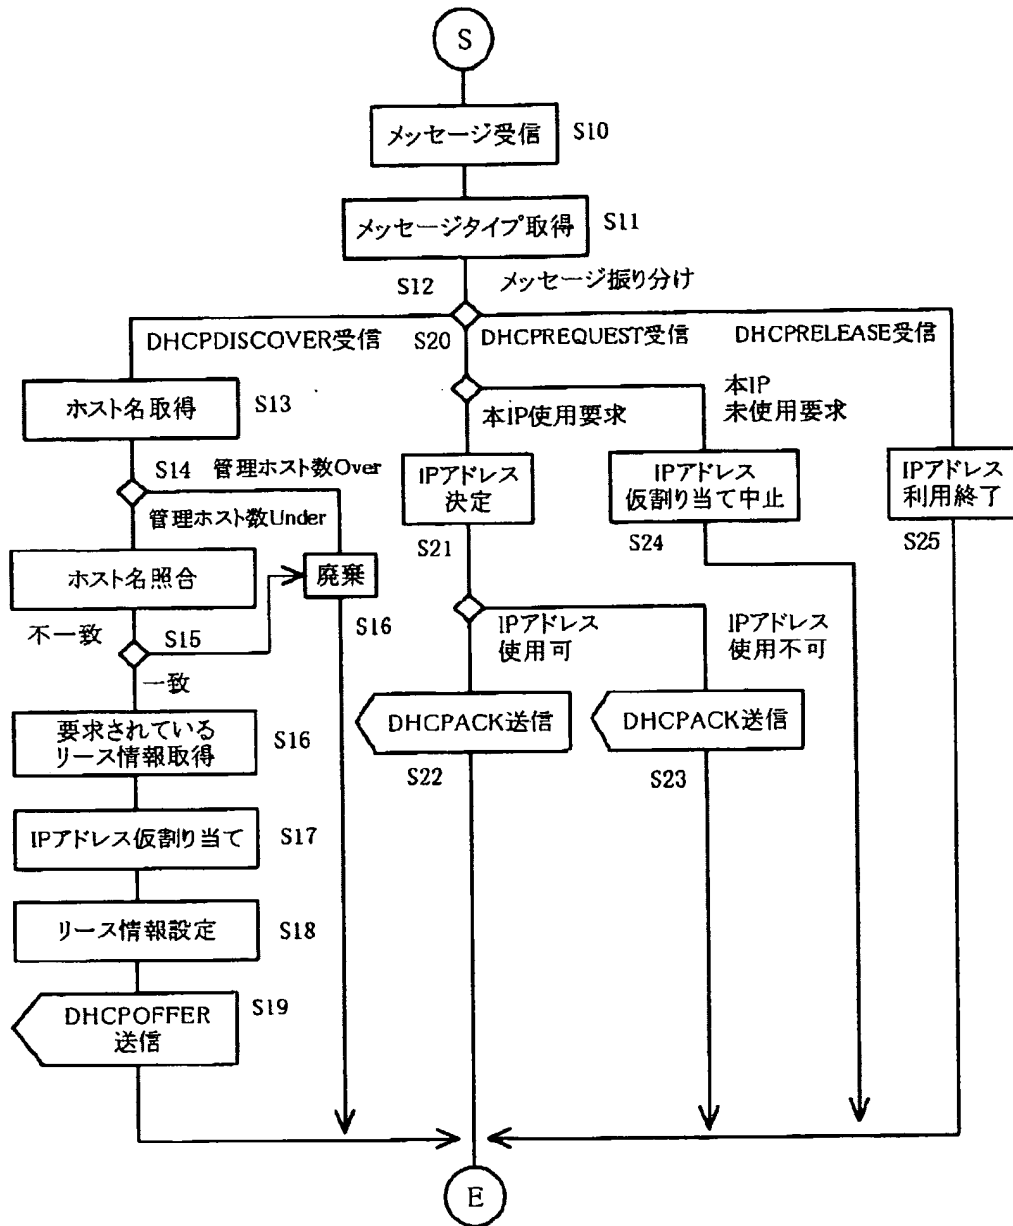 S
メッセージ受信
S10
メッセージタイプ取得
S11
S12
メッセージ振り分け
DHCPDISCOVER受信
S20
DHCPREQUEST受信
DHCPRELEASE受信
ホスト名取得
S13
本IP使用要求
本IP
未使用要求
S14
管理ホスト数Over
管理ホスト数Under
IPアドレス
決定
S21
IPアドレス
仮割り当て中止
S24
IPアドレス
利用終了
S25
ホスト名照合
廃棄
S16
不一致
S15
一致
IPアドレス
使用可
IPアドレス
使用不可
要求されている
リース情報取得
S16
DHCPACK送信
S22
DHCPACK送信
S23
IPアドレス仮割り当て
S17
リース情報設定
S18
DHCPOFFER
送信
S19
E